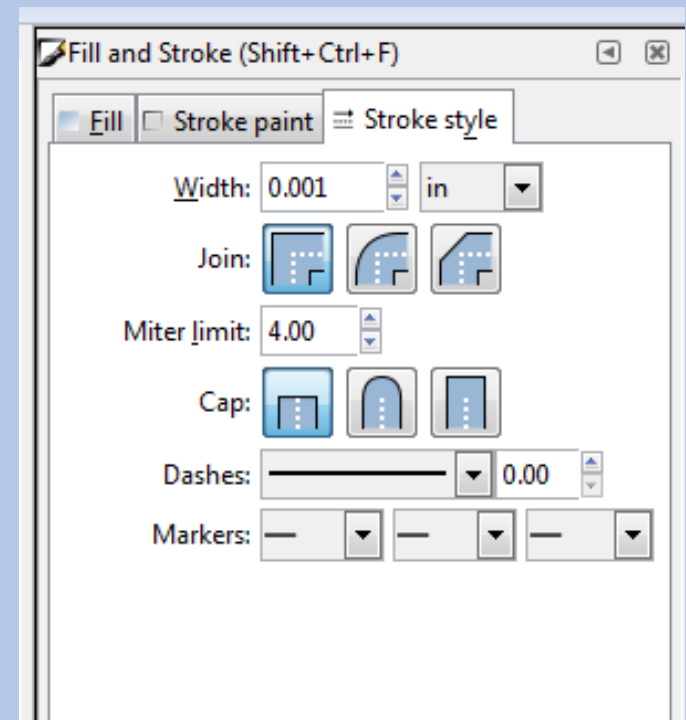 Fill and Stroke (Shift+Ctrl+F)
Fill Stroke paint Stroke style
Width: 0.001 in
Join:
Miter limit: 4.00
Cap:
Dashes: 0.00
Markers: